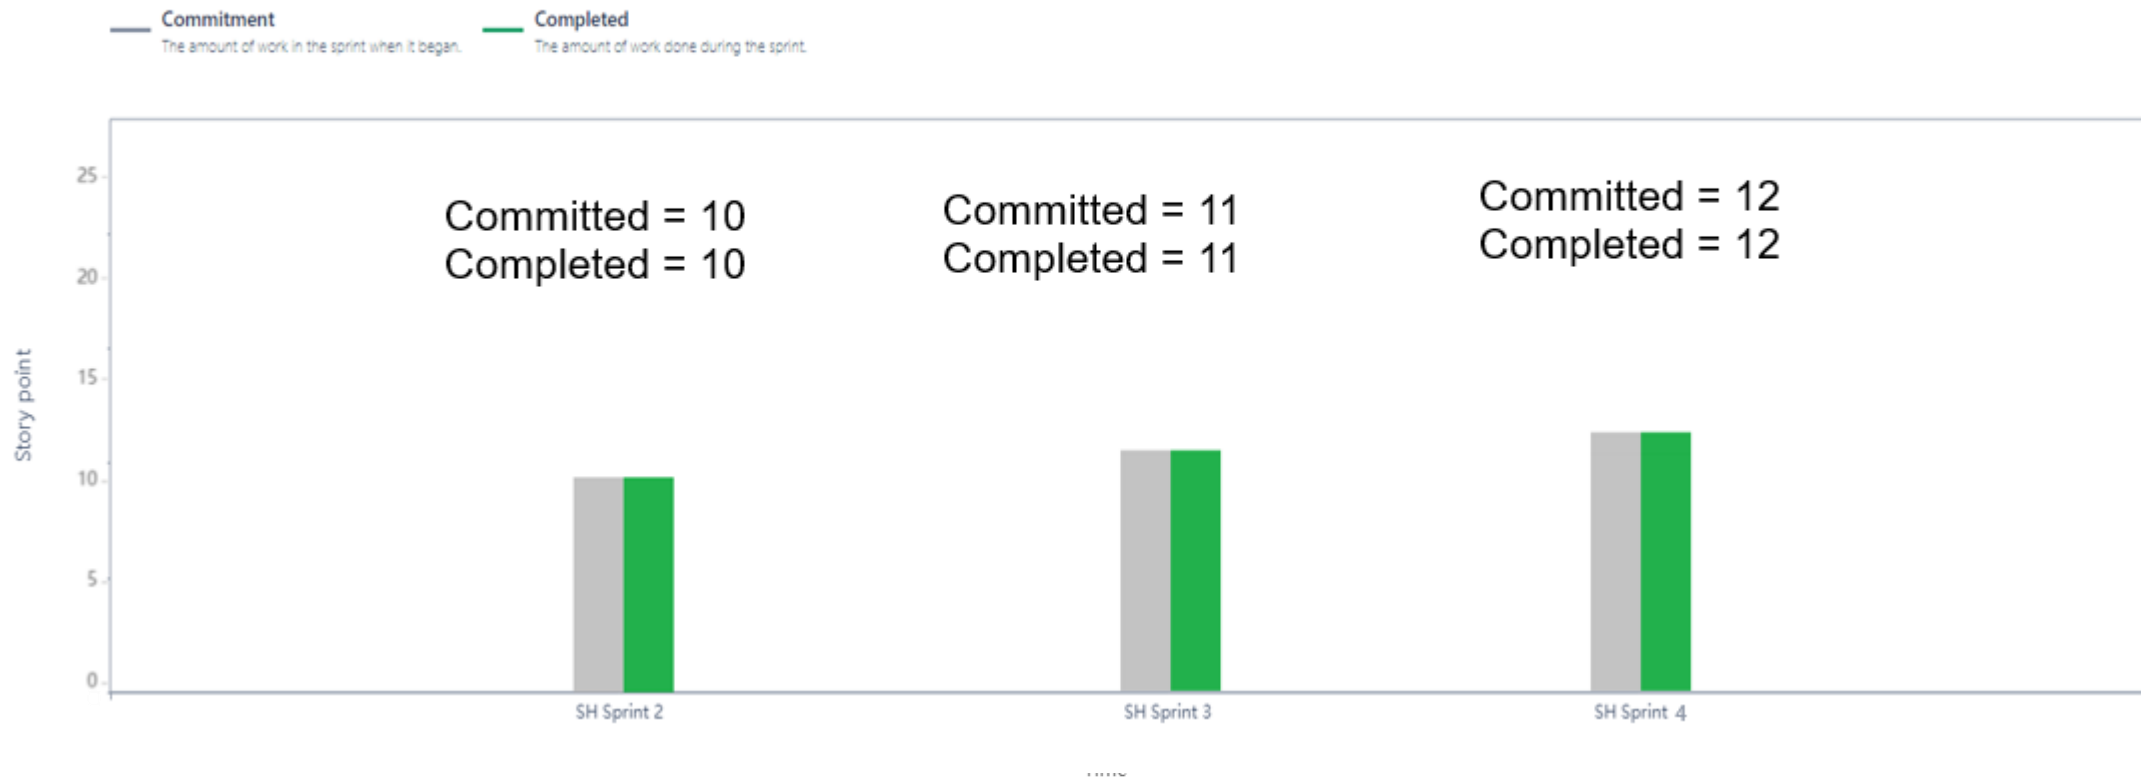 Commitment
The amount of work in the sprint when it began.
Completed
The amount of work done during the sprint.
25
20
15
10
5
0
Story point
Committed = 10
Completed = 10
Committed = 11
Completed = 11
Committed = 12
Completed = 12
SH Sprint 2
SH Sprint 3
SH Sprint 4